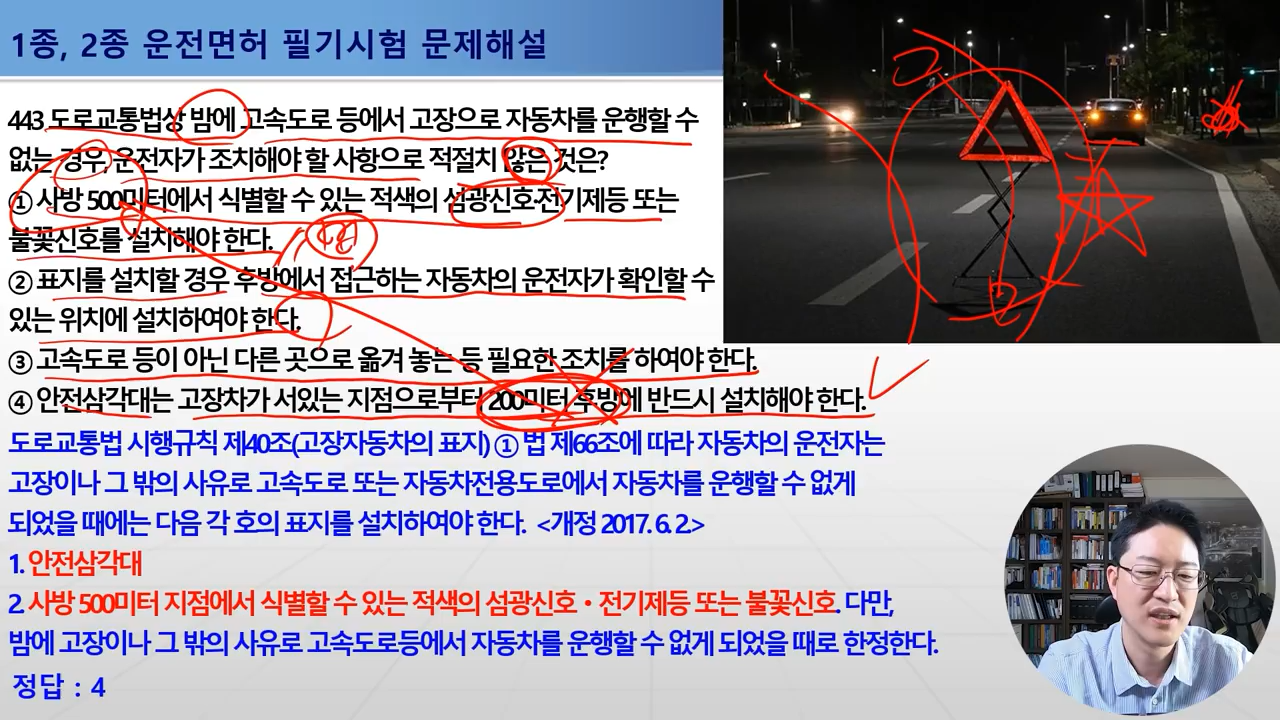 1종, 2종 운전면허 필기시험 문제해설
443 도로교통법상 밤에 고속도로 등에서 고장으로 자동차를 운행할 수
없는 경우, 운전자가 조치해야 할 사항으로 적절치 않은 것은?
① 사방 500미터에서 식별할 수 있는 적색의 섬광신호·전기제등 또는
불꽃신호를 설치해야 한다.
② 표지를 설치할 경우 후방에서 접근하는 자동차의 운전자가 확인할 수
있는 위치에 설치하여야 한다.
③ 고속도로 등이 아닌 다른 곳으로 옮겨 놓는 등 필요한 조치를 하여야 한다.
④ 안전삼각대는 고장차가 서있는 지점으로부터 200미터 후방에 반드시 설치해야 한다.
도로교통법 시행규칙 제40조(고장자동차의 표지) ① 법 제66조에 따라 자동차의 운전자는
고장이나 그 밖의 사유로 고속도로 또는 자동차전용도로에서 자동차를 운행할 수 없게
되었을 때에는 다음 각 호의 표지를 설치하여야 한다. <개정 2017. 6. 2.>
1. 안전삼각대
2. 사방 500미터 지점에서 식별할 수 있는 적색의 섬광신호·전기제등 또는 불꽃신호. 다만,
밤에 고장이나 그 밖의 사유로 고속도로등에서 자동차를 운행할 수 없게 되었을 때로 한정한다.
정답 : 4